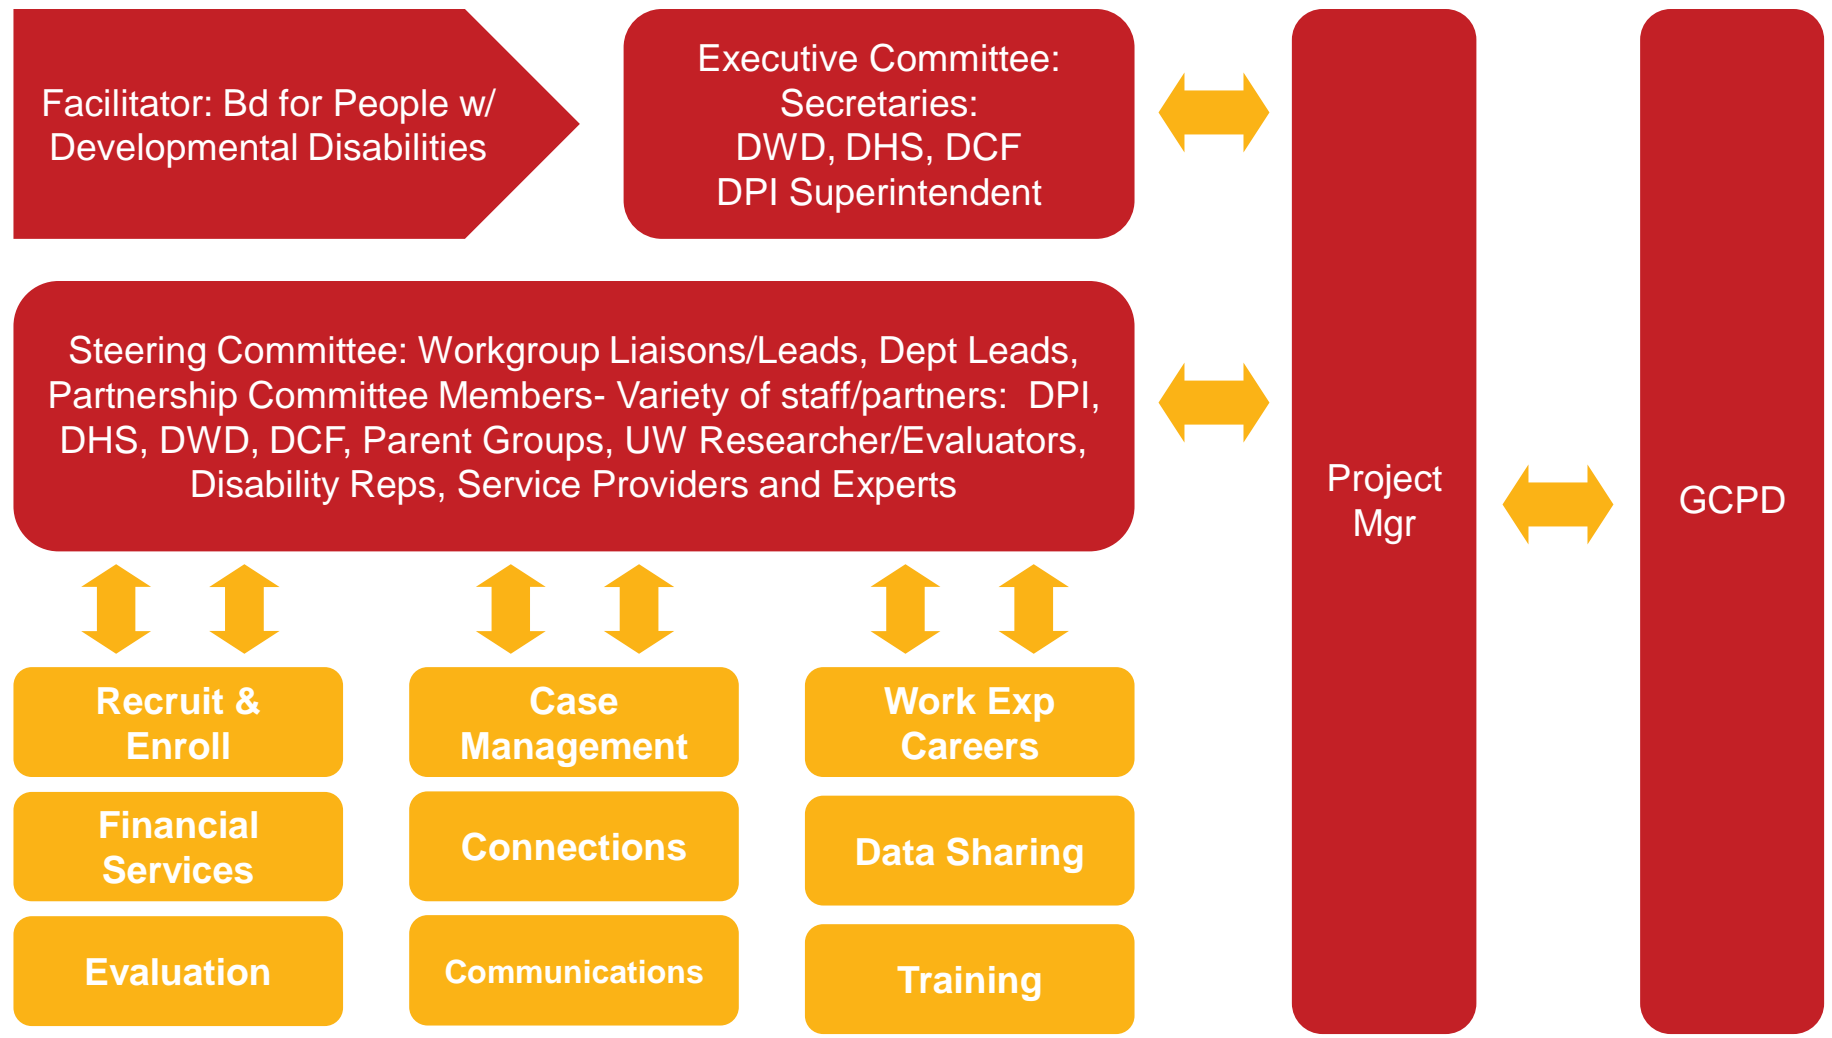 Facilitator: Bd for People w/
Developmental Disabilities
Executive Committee:
Secretaries:
DWD, DHS, DCF
DPI Superintendent
Steering Committee: Workgroup Liaisons/Leads, Dept Leads,
Partnership Committee Members- Variety of staff/partners:  DPI,
DHS, DWD, DCF, Parent Groups, UW Researcher/Evaluators,
Disability Reps, Service Providers and Experts
Project
Mgr
GCPD
Recruit &
Enroll
Case
Management
Work Exp
Careers
Financial
Services
Connections
Data Sharing
Evaluation
Communications
Training